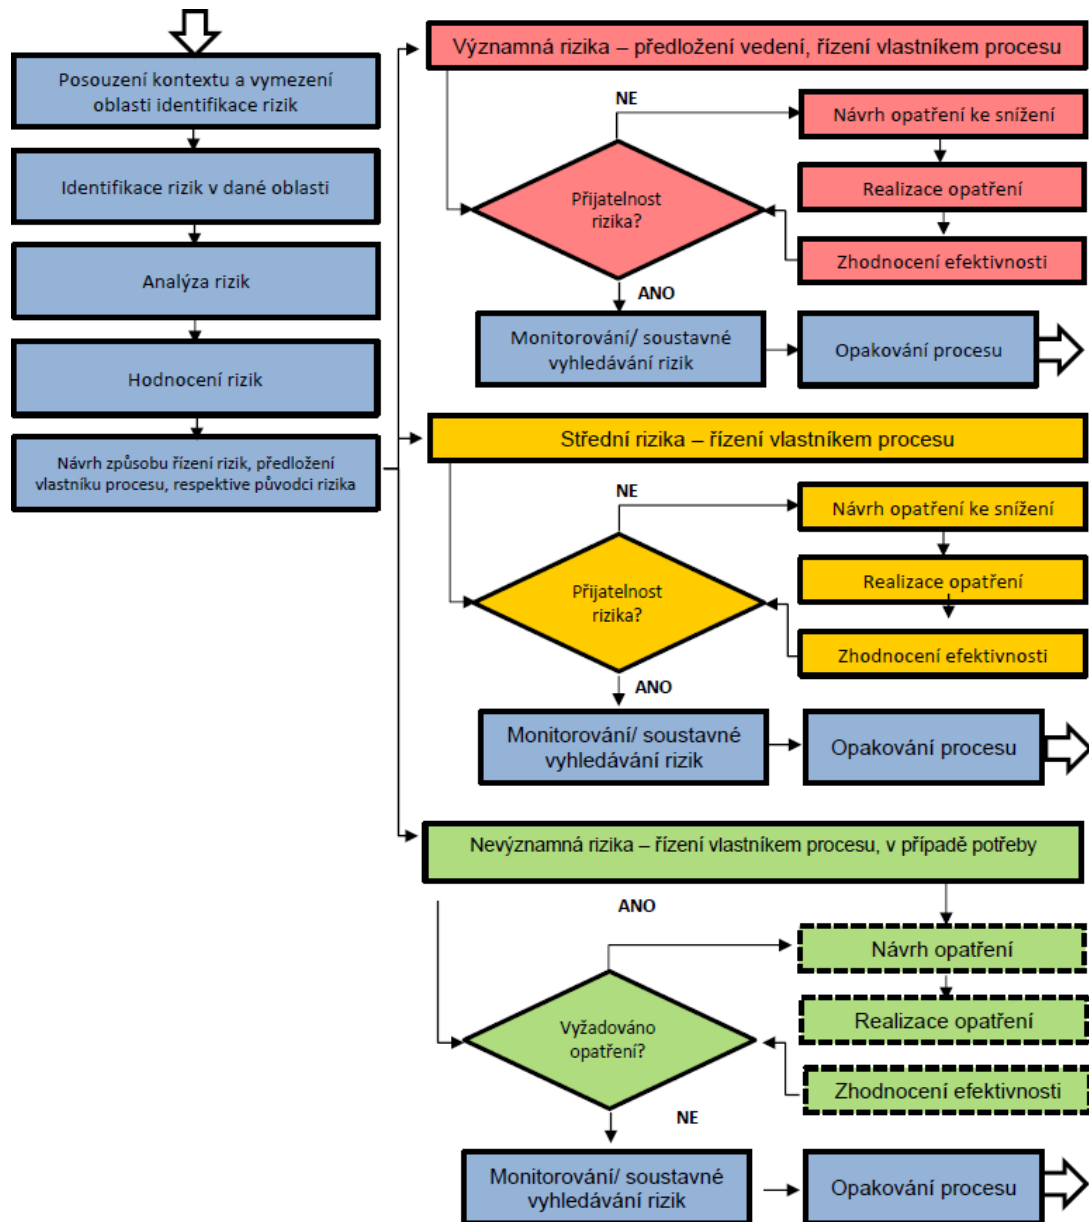 Posouzení kontextu a vymezení
oblasti identifikace rizik
Identifikace rizik v dané oblasti
Analýza rizik
Hodnocení rizik
Návrh způsobu řízení rizik, předložení
vlastníku procesu, respektive původci rizika
Významná rizika – předložení vedení, řízení vlastníkem procesu
NE
Návrh opatření ke snížení
Přijatelnost
rizika?
Realizace opatření
Zhodnocení efektivnosti
ANO
Monitorování/ soustavné
vyhledávání rizik
Opakování procesu
Střední rizika – řízení vlastníkem procesu
NE
Návrh opatření ke snížení
Přijatelnost
rizika?
Realizace opatření
Zhodnocení efektivnosti
ANO
Monitorování/ soustavné
vyhledávání rizik
Opakování procesu
Nevýznamná rizika – řízení vlastníkem procesu, v případě potřeby
ANO
Návrh opatření
Vyžadováno
opatření?
Realizace opatření
Zhodnocení efektivnosti
NE
Monitorování/ soustavné
vyhledávání rizik
Opakování procesu